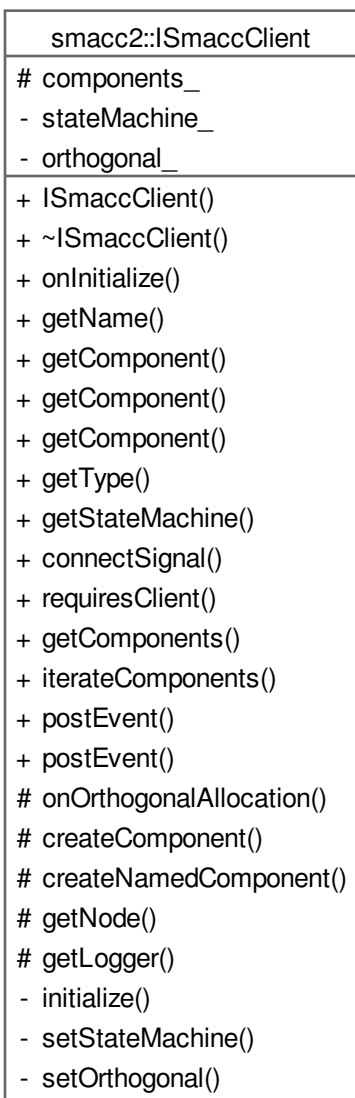 smacc2::ISmaccClient
# components_
- stateMachine_
- orthogonal_
+ ISmaccClient()
+ ~ISmaccClient()
+ onInitialize()
+ getName()
+ getComponent()
+ getComponent()
+ getComponent()
+ getType()
+ getStateMachine()
+ connectSignal()
+ requiresClient()
+ getComponents()
+ iterateComponents()
+ postEvent()
+ postEvent()
# onOrthogonalAllocation()
# createComponent()
# createNamedComponent()
# getNode()
# getLogger()
- initialize()
- setStateMachine()
- setOrthogonal()